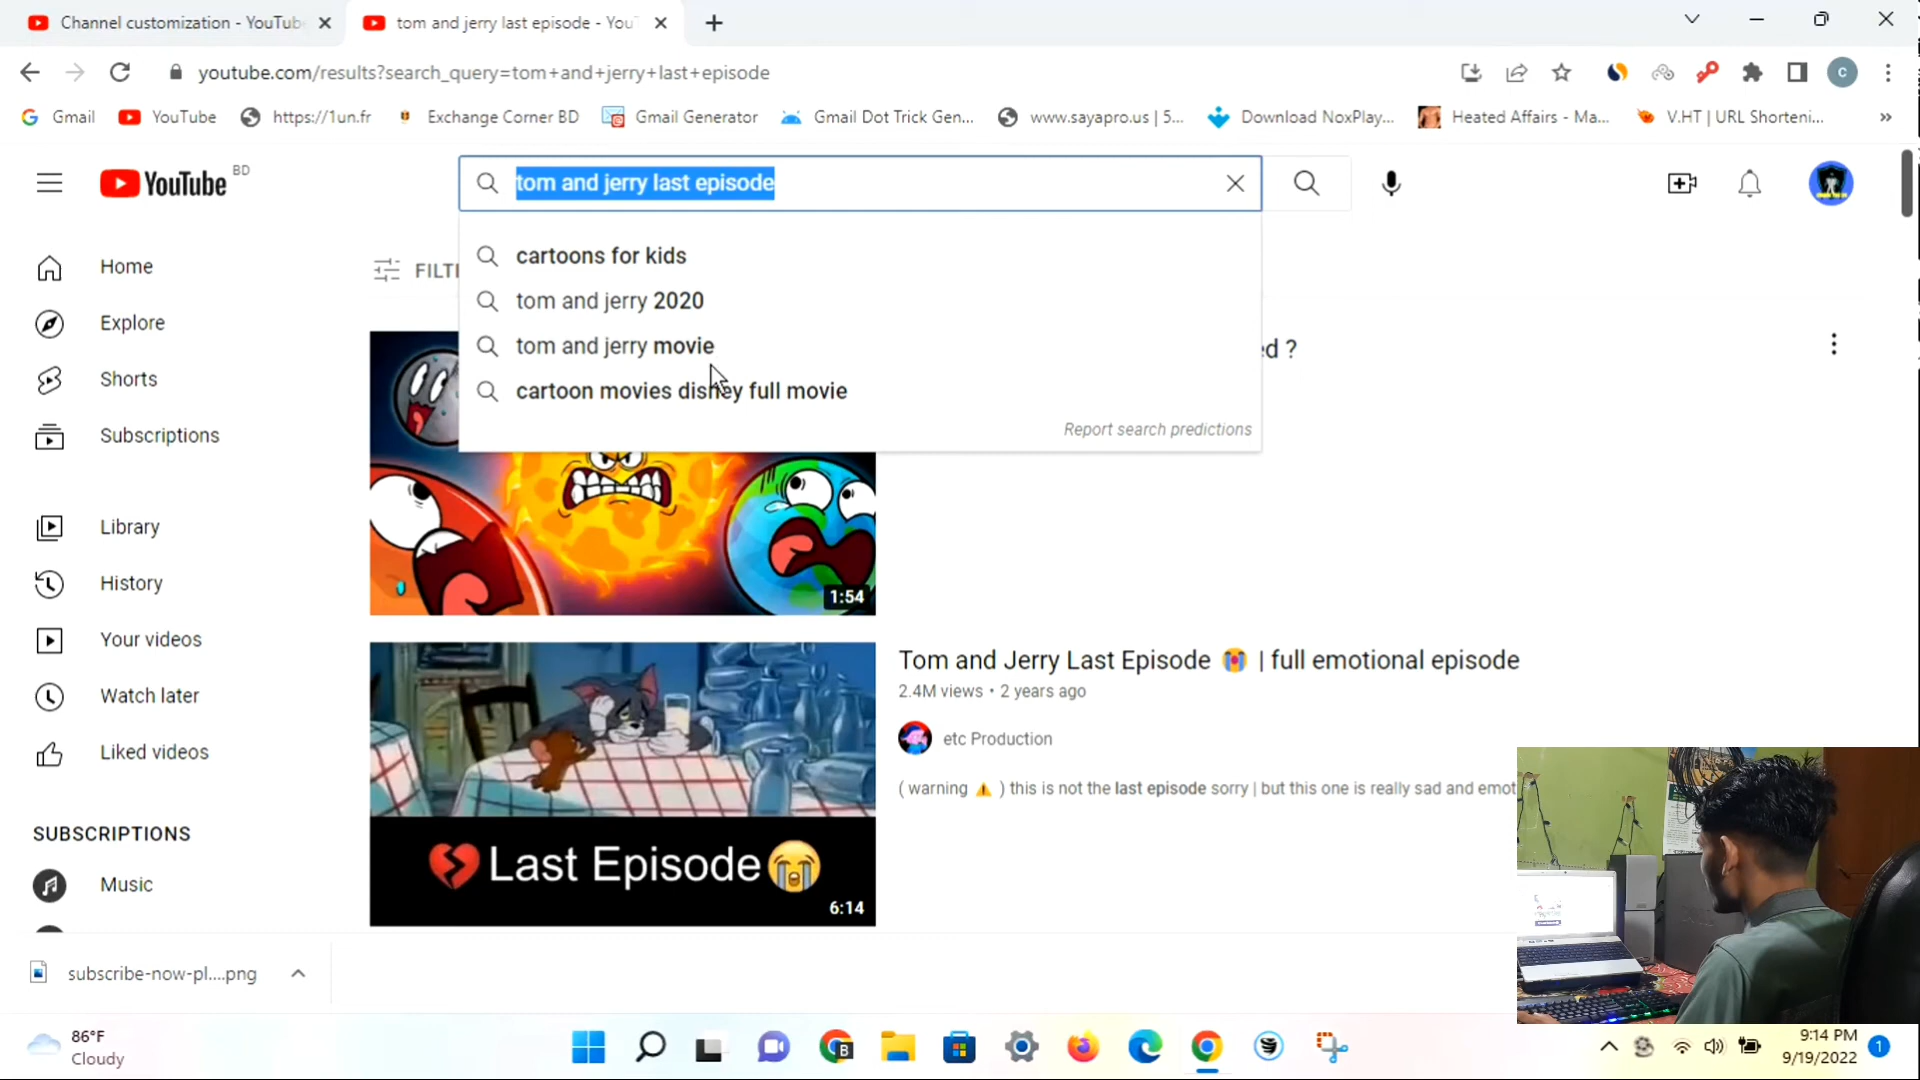 Channel customization - YouTube
tom and jerry last episode - You
youtube.com/results?search_query=tom+and+jerry+last+episode
C
Gmail
YouTube
https://1un.fr
Exchange Corner BD
Gmail Generator
Gmail Dot Trick Gen...
www.sayapro.us | 5...
Download NoxPlay...
Heated Affairs - Ma...
V.HT | URL Shorteni...
»
YouTube BD
tom and jerry last episode
cartoons for kids
tom and jerry 2020
tom and jerry movie
cartoon movies disney full movie
Report search predictions
Home
Explore
Shorts
Subscriptions
Library
History
Your videos
Watch later
Liked videos
SUBSCRIPTIONS
Music
FILT
ed ?
1:54
Last Episode
6:14
Tom and Jerry Last Episode 😭 | full emotional episode
2.4M views • 2 years ago
etc Production
( warning ⚠️ ) this is not the last episode sorry | but this one is really sad and emot
subscribe-now-pl....png
86°F
Cloudy
B
9:14 PM
9/19/2022
1